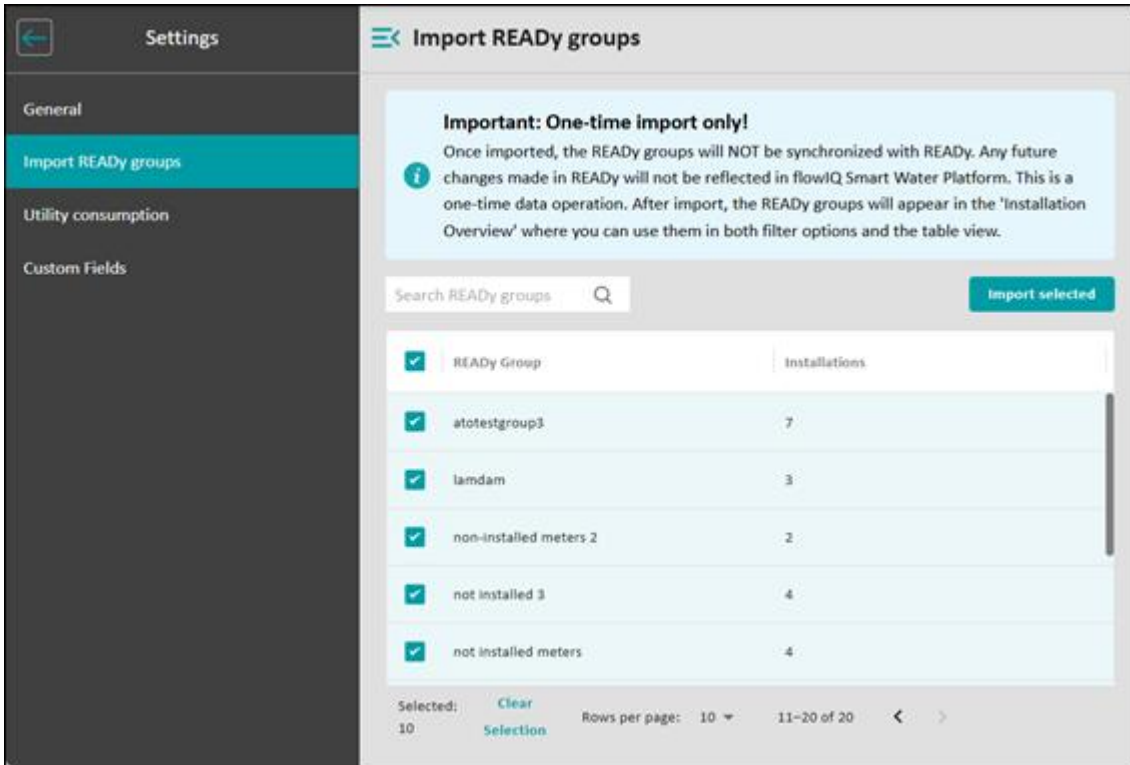 Settings
General
Import READy groups
Utility consumption
Custom Fields
Import READy groups
Important: One-time import only!
Once imported, the READy groups will NOT be synchronized with READy. Any future
changes made in READy will not be reflected in flowIQ Smart Water Platform. This is a
one-time data operation. After import, the READy groups will appear in the 'Installation
Overview' where you can use them in both filter options and the table view.
Search READy groups
Import selected
READy Group Installations
atotestgroup3 7
lamdam 3
non-installed meters 2 2
not installed 3 4
not installed meters 4
Selected:
10
Clear
Selection
Rows per page: 10 11–20 of 20